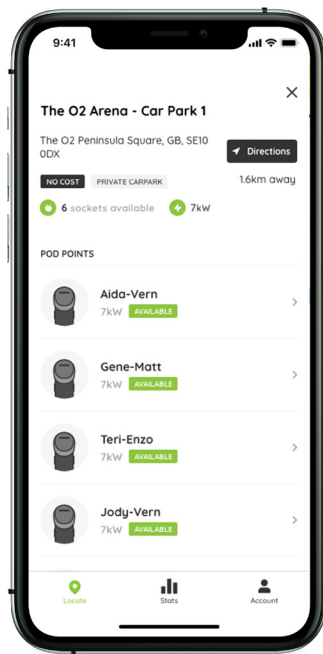 9:41
The O2 Arena - Car Park 1
The O2 Peninsula Square, GB, SE10
0DX
Directions
NO COST
PRIVATE CARPARK
1.6km away
6 sockets available
7kW
POD POINTS
Aida-Vern
7kW AVAILABLE
Gene-Matt
7kW AVAILABLE
Teri-Enzo
7kW AVAILABLE
Jody-Vern
7kW AVAILABLE
Locate
Stats
Account